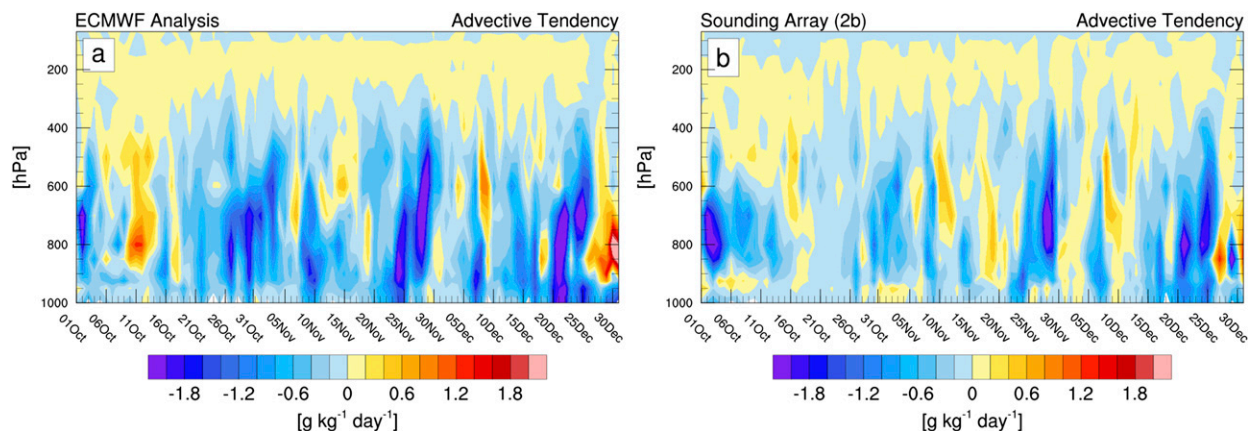 ECMWF Analysis Advective Tendency
a
[hPa]
200
400
600
800
1000
01Oct 06Oct 11Oct 16Oct 21Oct 26Oct 31Oct 05Nov 10Nov 15Nov 20Nov 25Nov 30Nov 05Dec 10Dec 15Dec 20Dec 25Dec 30Dec
-1.8 -1.2 -0.6 0 0.6 1.2 1.8
[g kg⁻¹ day⁻¹]
Sounding Array (2b) Advective Tendency
b
[hPa]
200
400
600
800
1000
01Oct 06Oct 11Oct 16Oct 21Oct 26Oct 31Oct 05Nov 10Nov 15Nov 20Nov 25Nov 30Nov 05Dec 10Dec 15Dec 20Dec 25Dec 30Dec
-1.8 -1.2 -0.6 0 0.6 1.2 1.8
[g kg⁻¹ day⁻¹]